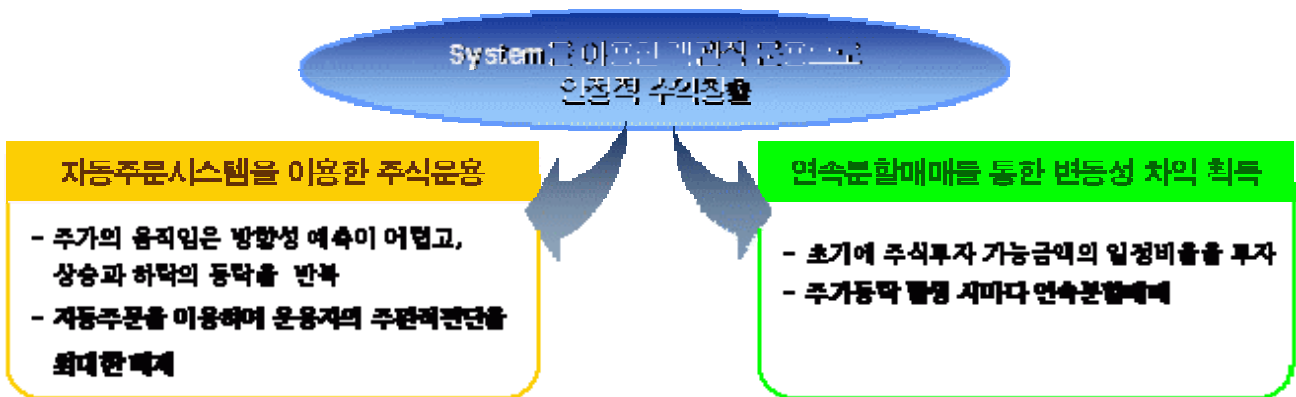 System을 이용한 객관적 운용으로
안정적 수익창출
자동주문시스템을 이용한 주식운용
- 주가의 움직임은 방향성 예측이 어렵고,
상승과 하락의 등락을 반복
- 자동주문을 이용하여 운용자의 주관적판단을
최대한 배제
연속분할매매를 통한 변동성 차익 획득
- 초기에 주식투자 가능금액의 일정비율을 투자
- 주가등락 발생 시마다 연속분할매매